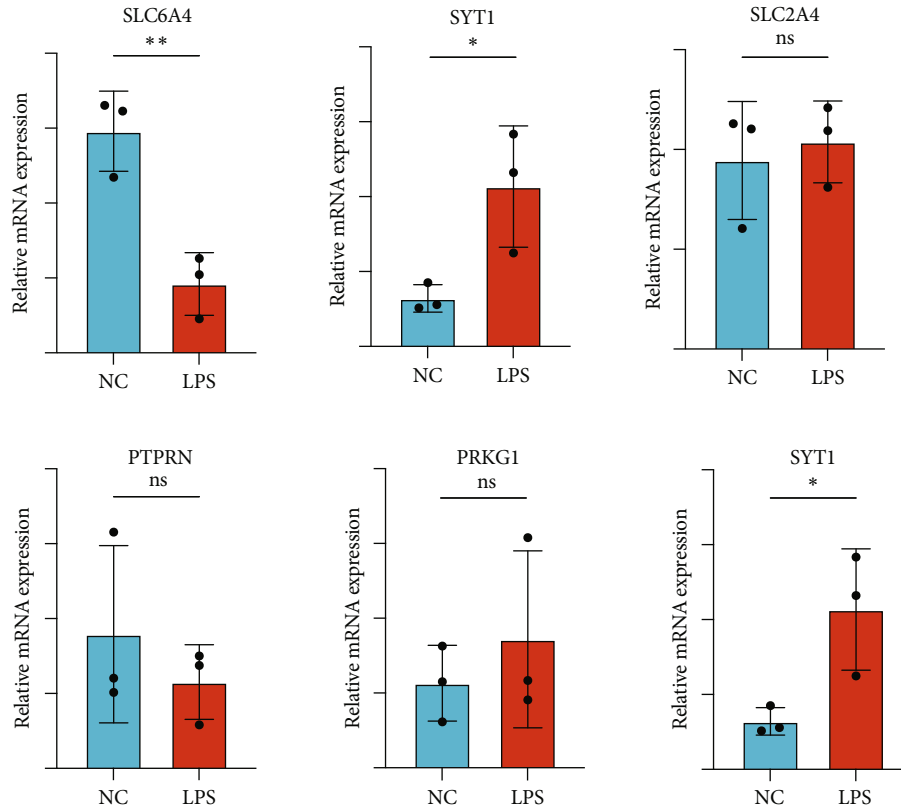 SLC6A4
**
Relative mRNA expression
NC LPS
SYT1
*
Relative mRNA expression
NC LPS
SLC2A4
ns
Relative mRNA expression
NC LPS
PTPRN
ns
Relative mRNA expression
NC LPS
PRKG1
ns
Relative mRNA expression
NC LPS
SYT1
*
Relative mRNA expression
NC LPS